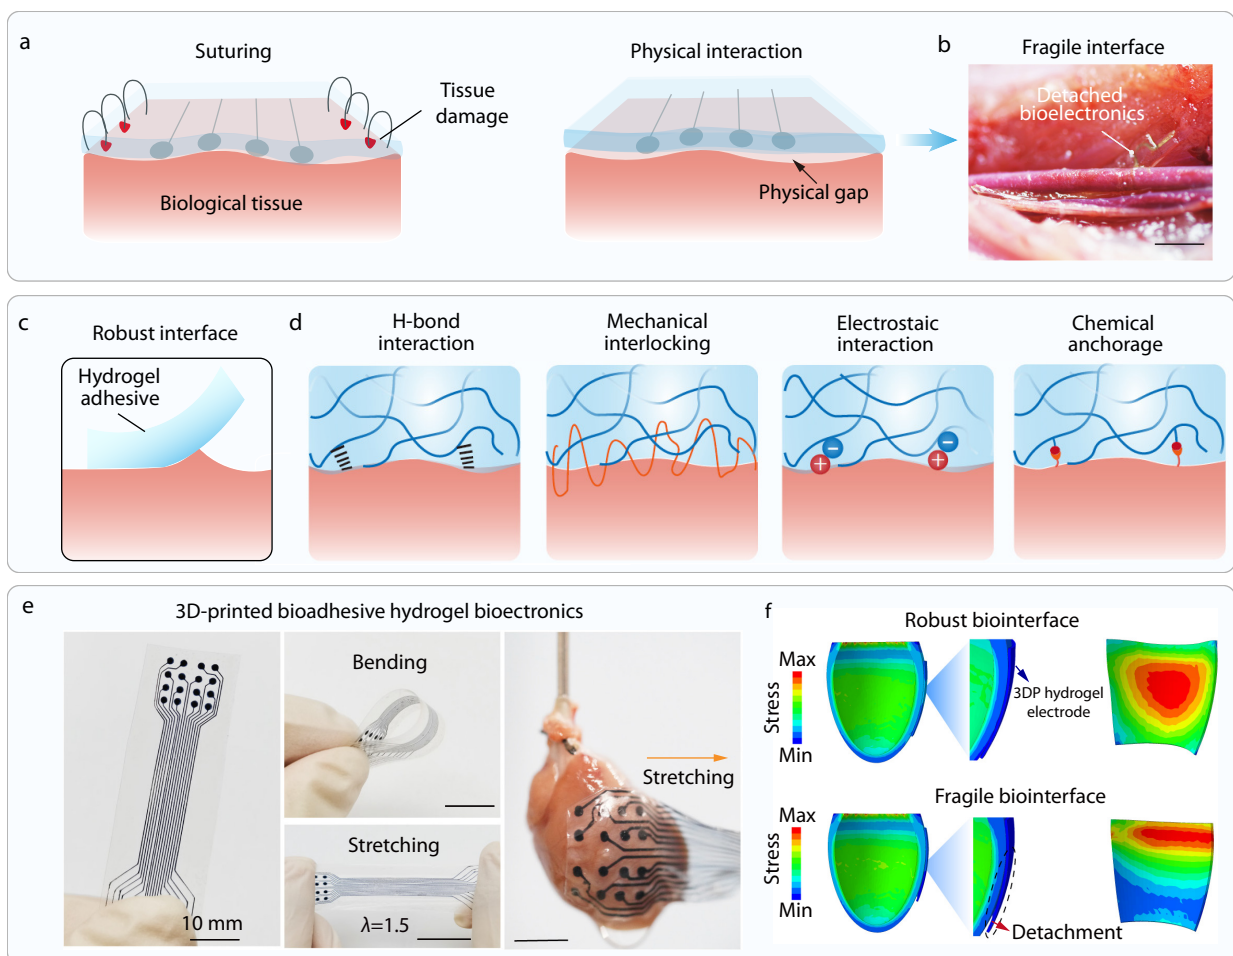 a
Suturing
Tissue
damage
Biological tissue
Physical interaction
Physical gap
b
Fragile interface
Detached
bioelectronics
c
Robust interface
Hydrogel
adhesive
d
H-bond
interaction
Mechanical
interlocking
Electrostaic
interaction
− + − +
Chemical
anchorage
e
3D-printed bioadhesive hydrogel bioectronics
10 mm
Bending
Stretching
λ=1.5
Stretching
f
Robust biointerface
Max
Stress
Min
3DP hydrogel
electrode
Fragile biointerface
Max
Stress
Min
Detachment